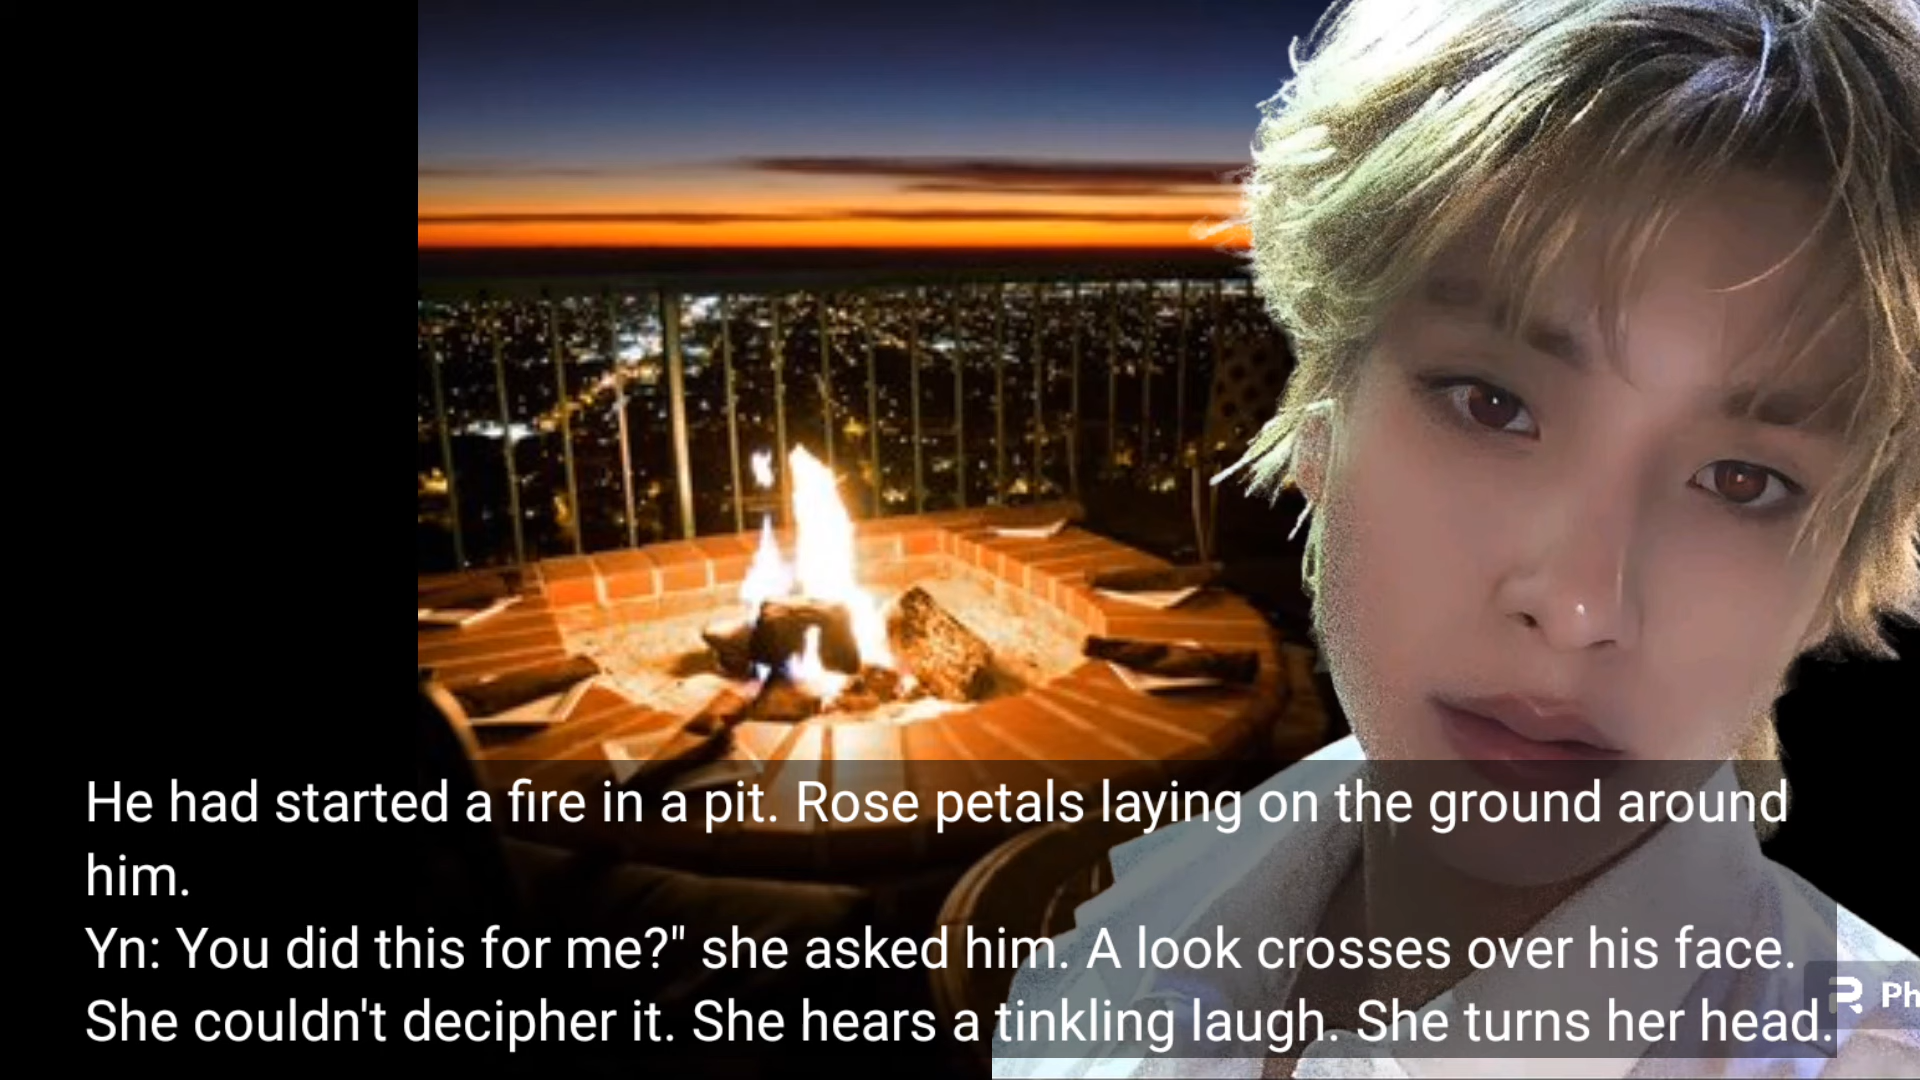 He had started a fire in a pit. Rose petals laying on the ground around
him.
Yn: You did this for me?" she asked him. A look crosses over his face.
She couldn't decipher it. She hears a tinkling laugh. She turns her head.
Ph